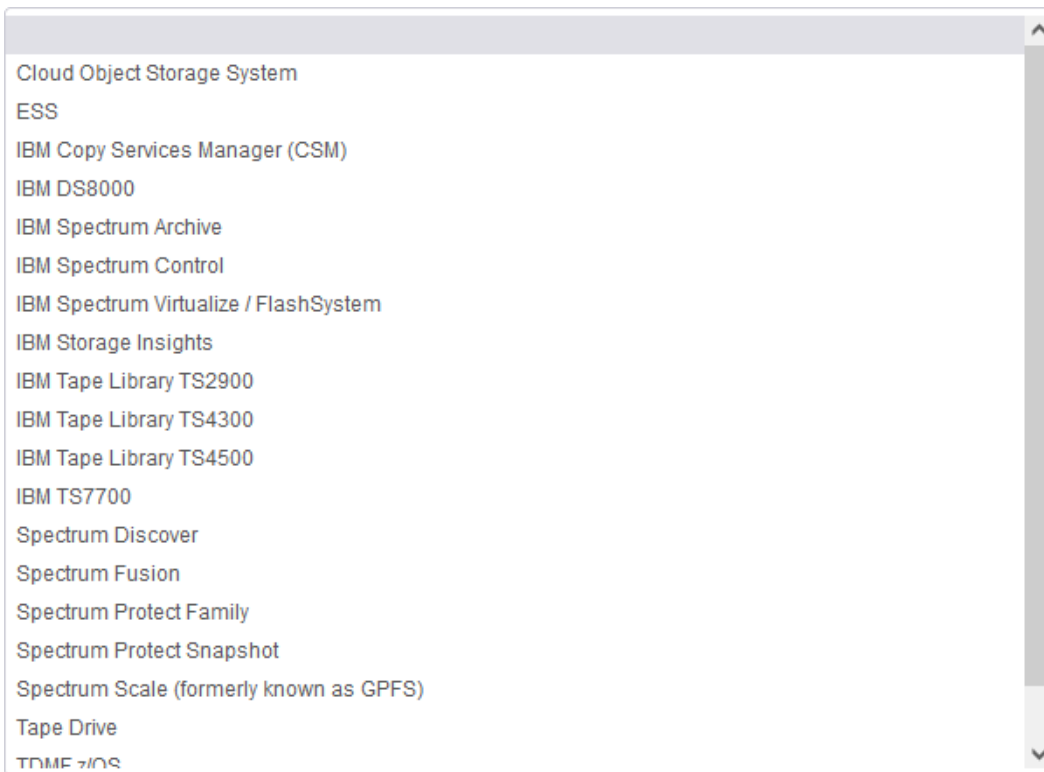 Cloud Object Storage System
ESS
IBM Copy Services Manager (CSM)
IBM DS8000
IBM Spectrum Archive
IBM Spectrum Control
IBM Spectrum Virtualize / FlashSystem
IBM Storage Insights
IBM Tape Library TS2900
IBM Tape Library TS4300
IBM Tape Library TS4500
IBM TS7700
Spectrum Discover
Spectrum Fusion
Spectrum Protect Family
Spectrum Protect Snapshot
Spectrum Scale (formerly known as GPFS)
Tape Drive
TDMF z/OS